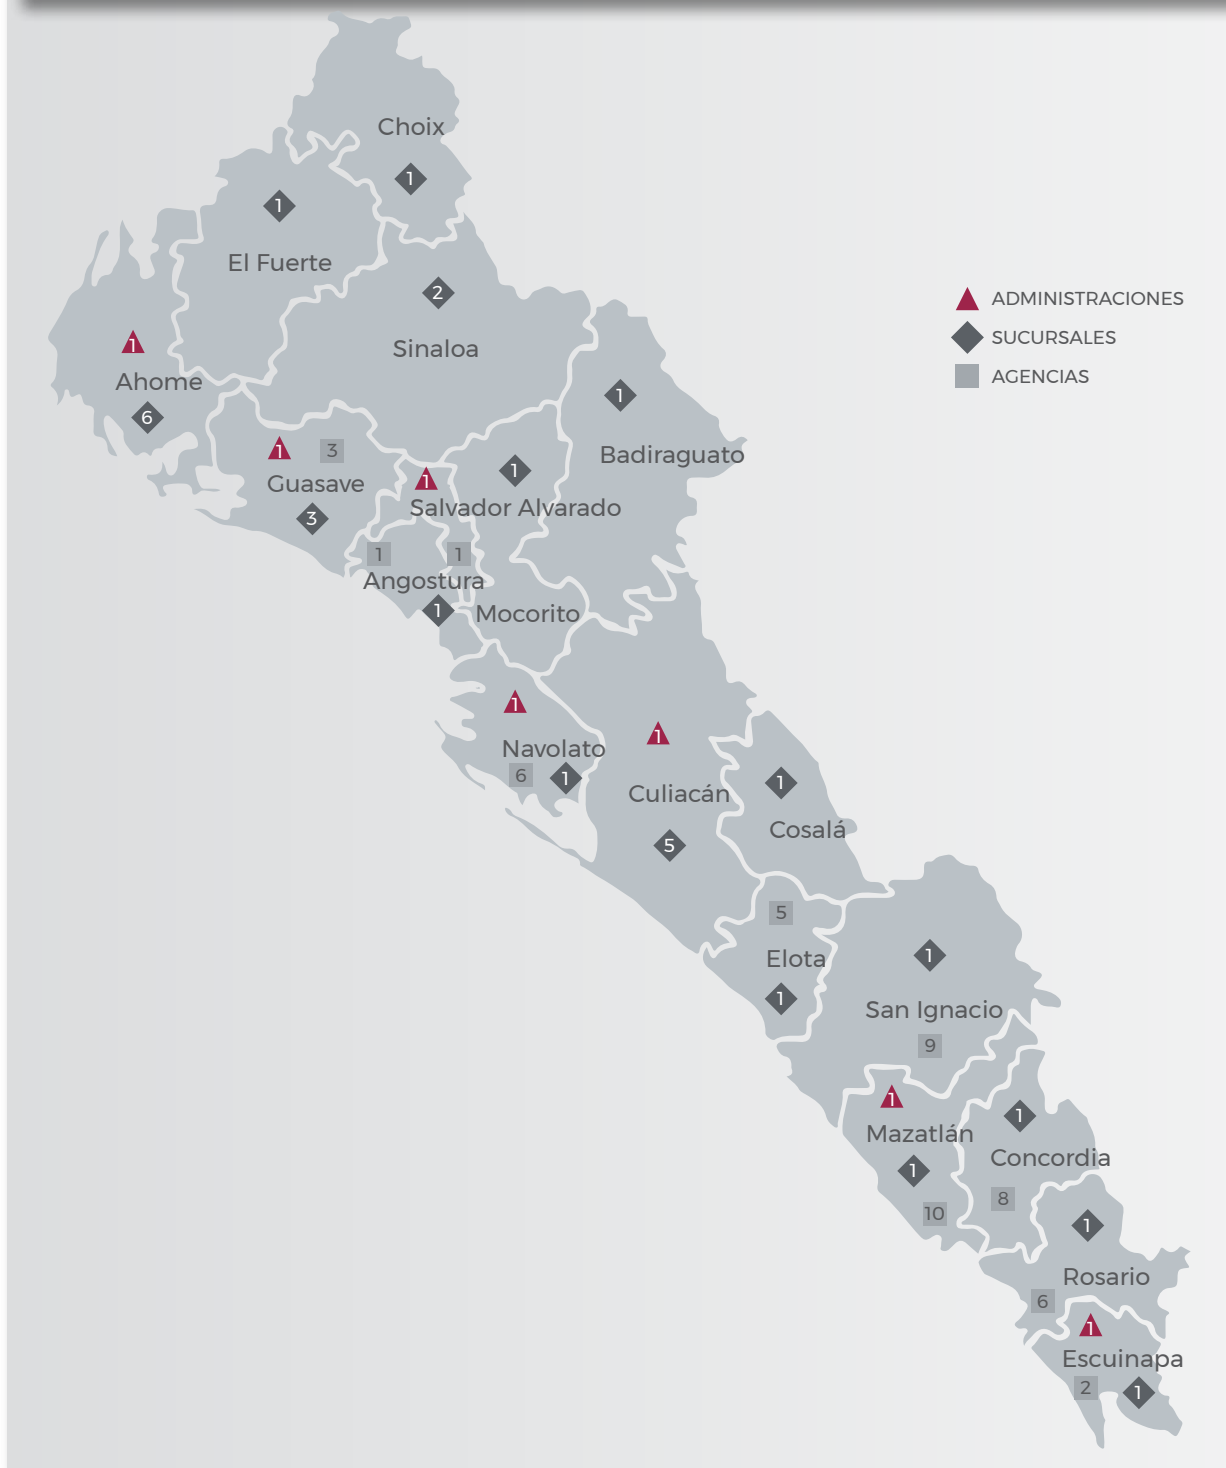 Choix
1
1
El Fuerte
2
Sinaloa
ADMINISTRACIONES
SUCURSALES
AGENCIAS
1
Ahome
6
1
Badiraguato
1
3
Guasave
3
1
1
Salvador Alvarado
1
1
Angostura
1
Mocorito
1
Navolato
6
1
1
Culiacán
5
1
Cosalá
5
Elota
1
1
San Ignacio
9
1
Mazatlán
1
10
1
Concordia
8
1
Rosario
6
1
Escuinapa
2
1